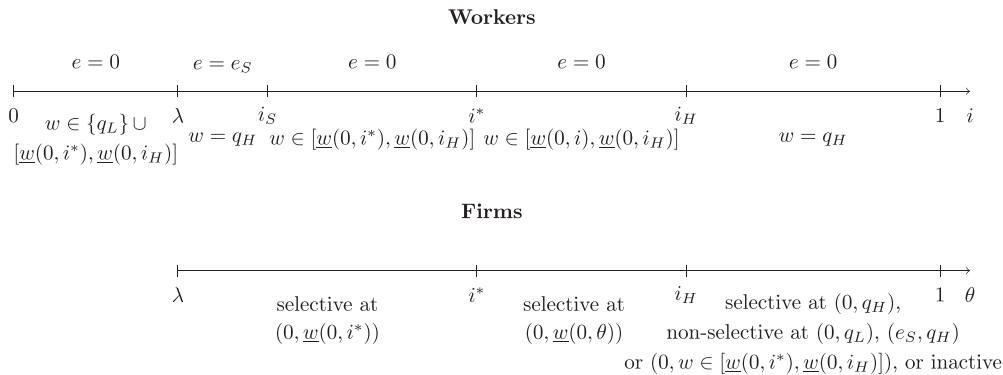 Workers
e = 0 e = e_S e = 0 e = 0 e = 0
0 λ i_S i* i_H 1 i
w ∈ {q_L} ∪ w = q_H w ∈ [w̲(0, i*), w̲(0, i_H)] w ∈ [w̲(0, i), w̲(0, i_H)] w = q_H
[w̲(0, i*), w̲(0, i_H)]
Firms
λ i* i_H 1 θ
selective at selective at selective at (0, q_H),
(0, w̲(0, i*)) (0, w̲(0, θ)) non-selective at (0, q_L), (e_S, q_H)
or (0, w ∈ [w̲(0, i*), w̲(0, i_H)]), or inactive